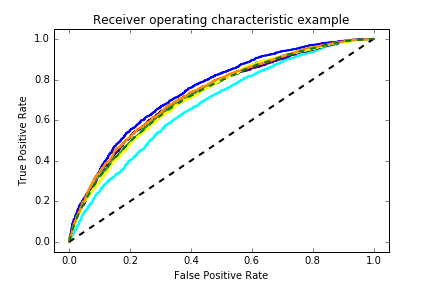 Receiver operating characteristic example
True Positive Rate
1.0
0.8
0.6
0.4
0.2
0.0
0.0 0.2 0.4 0.6 0.8 1.0
False Positive Rate